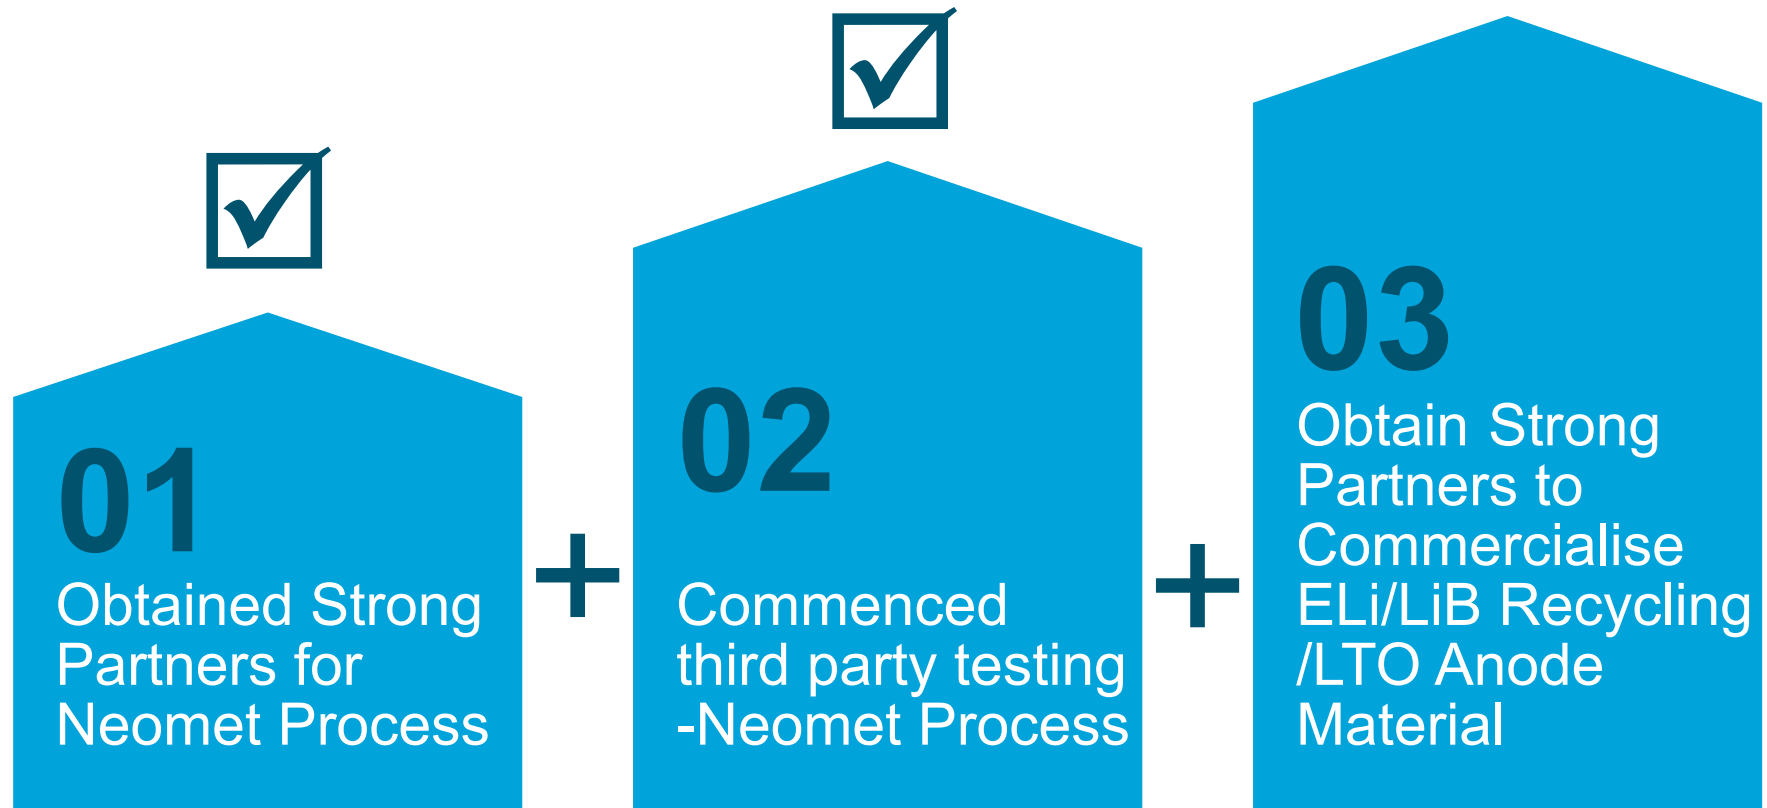 01
Obtained Strong
Partners for
Neomet Process
+
02
Commenced
third party testing
-Neomet Process
+
03
Obtain Strong
Partners to
Commercialise
ELi/LiB Recycling
/LTO Anode
Material